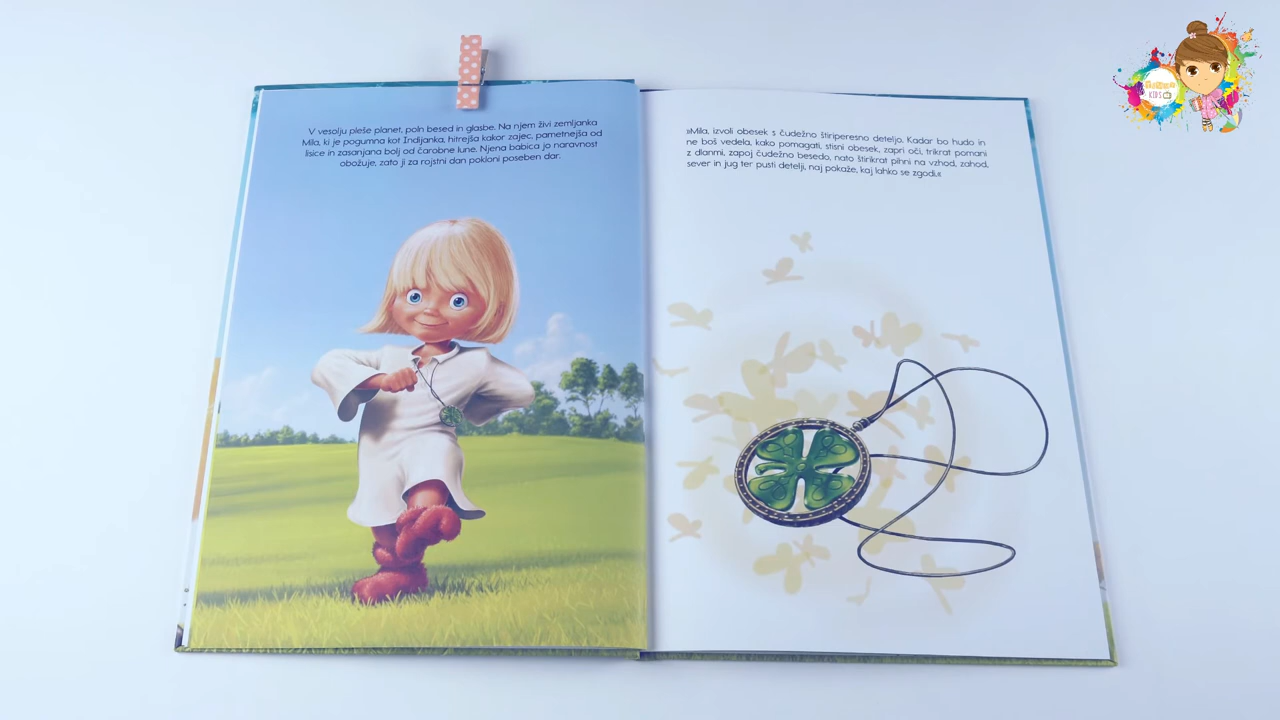 V vesolju pleše planet, poln besed in glasbe. Na njem živi zemljanka
Mila, ki je pogumna kot Indijanka, hitrejša kakor zajec, pametnejša od
lisice in zasanjana bolj od čarobne lune. Njena babica jo naravnost
obožuje, zato ji za rojstni dan pokloni poseben dar.
»Mila, izvoli obesek s čudežno štiriperesno deteljo. Kadar bo hudo in
ne boš vedela, kako pomagati, stisni obesek, zapri oči, trikrat pomani
z dlanmi, zapoj čudežno besedo, nato štirikrat pihni na vzhod, zahod,
sever in jug ter pusti detelji, naj pokaže, kaj lahko se zgodi.«
KIDS